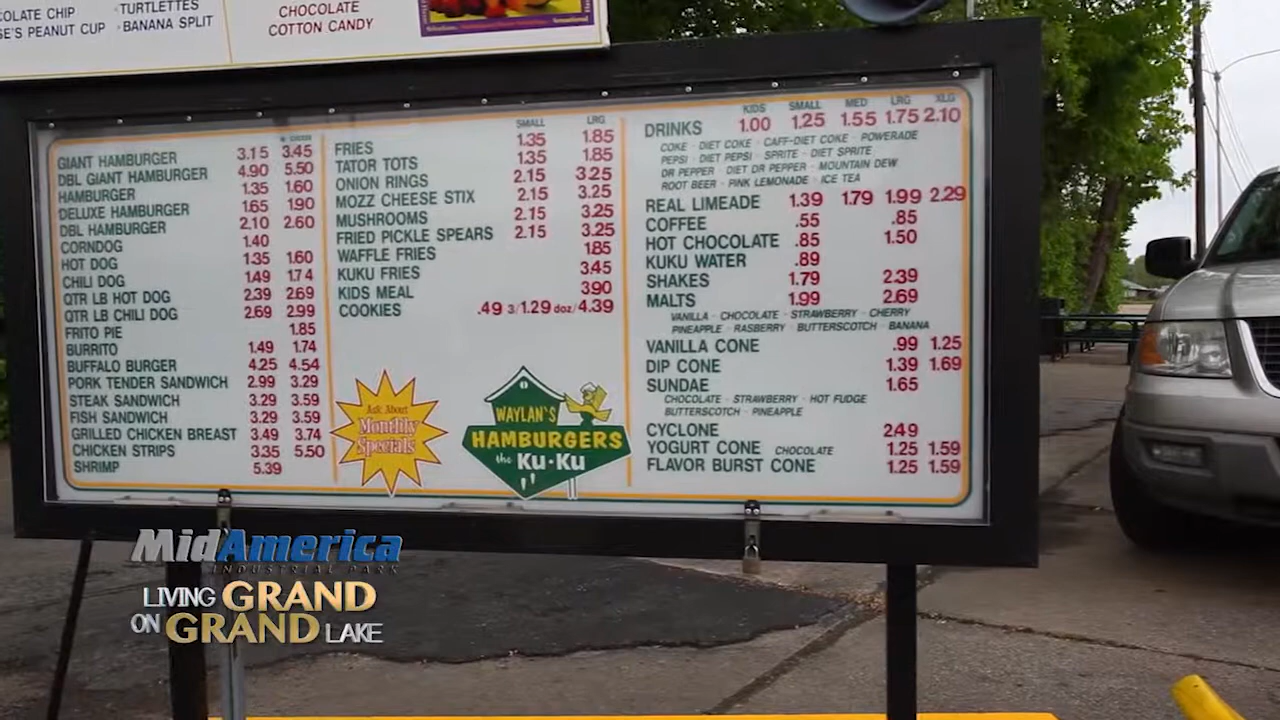 OLATE CHIP
E'S PEANUT CUP
·TURTLETTES
·BANANA SPLIT
CHOCOLATE
COTTON CANDY
GIANT HAMBURGER 3.15 3.45
DBL GIANT HAMBURGER 4.90 5.50
HAMBURGER 1.35 1.60
DELUXE HAMBURGER 1.65 1.90
DBL HAMBURGER 2.10 2.60
CORNDOG 1.40
HOT DOG 1.35 1.60
CHILI DOG 1.49 1.74
QTR LB HOT DOG 2.39 2.69
QTR LB CHILI DOG 2.69 2.99
FRITO PIE 1.85
BURRITO 1.49 1.74
BUFFALO BURGER 4.25 4.54
PORK TENDER SANDWICH 2.99 3.29
STEAK SANDWICH 3.29 3.59
FISH SANDWICH 3.29 3.59
GRILLED CHICKEN BREAST 3.49 3.74
CHICKEN STRIPS 3.35 5.50
SHRIMP 5.39
SMALL LRG
FRIES 1.35 1.85
TATOR TOTS 1.35 1.85
ONION RINGS 2.15 3.25
MOZZ CHEESE STIX 2.15 3.25
MUSHROOMS 2.15 3.25
FRIED PICKLE SPEARS 2.15 3.25
WAFFLE FRIES 1.85
KUKU FRIES 3.45
KIDS MEAL 3.90
COOKIES .49 3/1.29 doz/4.39
Ask About
Monthly
Specials
WAYLAN'S
HAMBURGERS
the Ku·Ku
KIDS SMALL MED LRG XLG
DRINKS 1.00 1.25 1.55 1.75 2.10
COKE · DIET COKE · CAFF-DIET COKE · POWERADE
PEPSI · DIET PEPSI · SPRITE · DIET SPRITE
DR PEPPER · DIET DR PEPPER · MOUNTAIN DEW
ROOT BEER · PINK LEMONADE · ICE TEA
REAL LIMEADE 1.39 1.79 1.99 2.29
COFFEE .55 .85
HOT CHOCOLATE .85 1.50
KUKU WATER .89
SHAKES 1.79 2.39
MALTS 1.99 2.69
VANILLA · CHOCOLATE · STRAWBERRY · CHERRY
PINEAPPLE · RASBERRY · BUTTERSCOTCH · BANANA
VANILLA CONE .99 1.25
DIP CONE 1.39 1.69
SUNDAE 1.65
CHOCOLATE · STRAWBERRY · HOT FUDGE
BUTTERSCOTCH · PINEAPPLE
CYCLONE 2.49
YOGURT CONE CHOCOLATE 1.25 1.59
FLAVOR BURST CONE 1.25 1.59
MidAmerica
INDUSTRIAL PARK
LIVING GRAND
ON GRAND LAKE